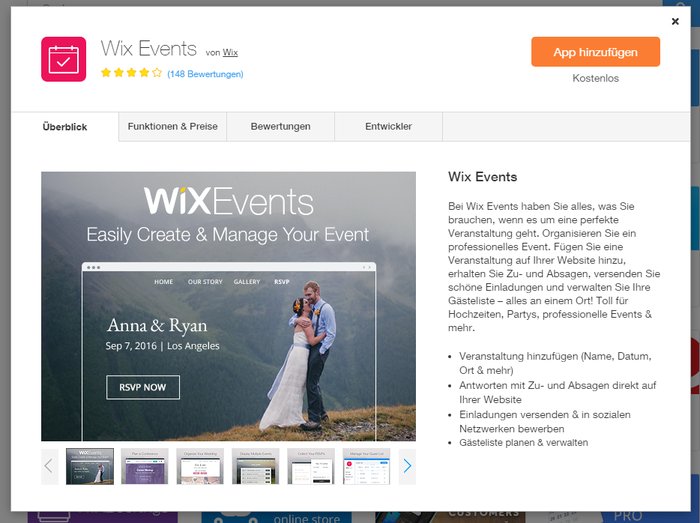 Wix Events von Wix
(148 Bewertungen)
App hinzufügen
Kostenlos
Überblick
Funktionen & Preise
Bewertungen
Entwickler
WiXEvents
Easily Create & Manage Your Event
HOME OUR STORY GALLERY RSVP
Anna & Ryan
Sep 7, 2016 | Los Angeles
RSVP NOW
Wix Events
Bei Wix Events haben Sie alles, was Sie
brauchen, wenn es um eine perfekte
Veranstaltung geht. Organisieren Sie ein
professionelles Event. Fügen Sie eine
Veranstaltung auf Ihrer Website hinzu,
erhalten Sie Zu- und Absagen, versenden Sie
schöne Einladungen und verwalten Sie Ihre
Gästeliste – alles an einem Ort! Toll für
Hochzeiten, Partys, professionelle Events &
mehr.
• Veranstaltung hinzufügen (Name, Datum,
Ort & mehr)
• Antworten mit Zu- und Absagen direkt auf
Ihrer Website
• Einladungen versenden & in sozialen
Netzwerken bewerben
• Gästeliste planen & verwalten
online store
CUSTOMERS
PRO